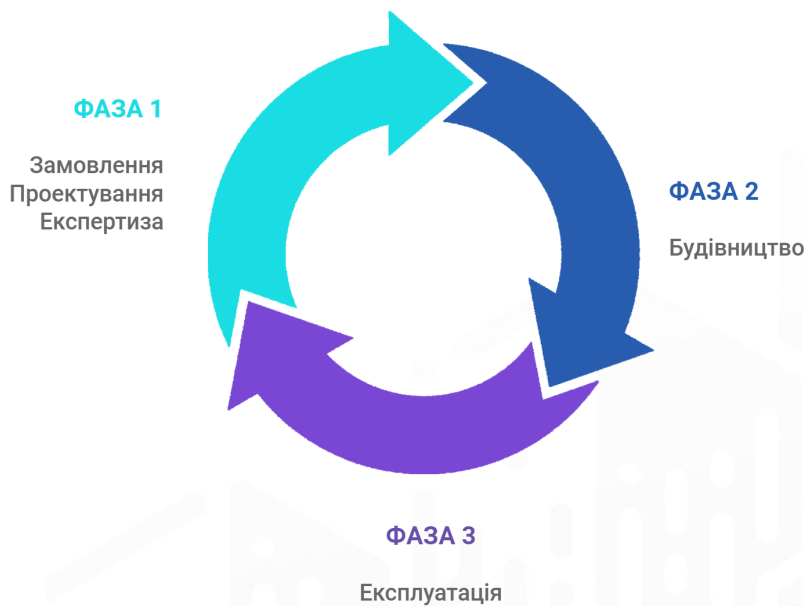 ФАЗА 1
Замовлення
Проектування
Експертиза
ФАЗА 2
Будівництво
ФАЗА 3
Експлуатація